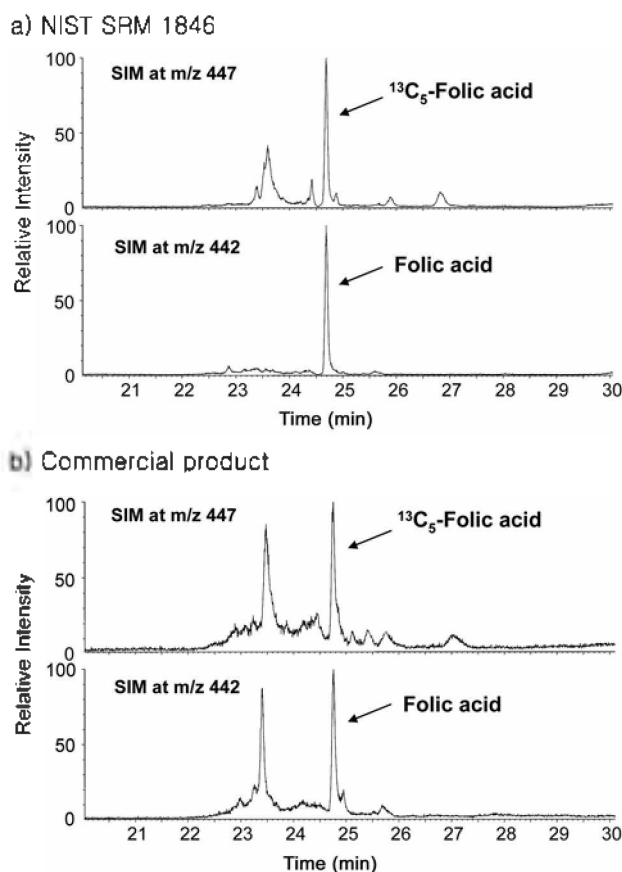 a) NIST SRM 1846
SIM at m/z 447
¹³C₅-Folic acid
100
50
0
SIM at m/z 442
Folic acid
100
50
0
Relative Intensity
21 22 23 24 25 26 27 28 29 30
Time (min)
b) Commercial product
SIM at m/z 447
¹³C₅-Folic acid
100
50
0
SIM at m/z 442
Folic acid
100
50
0
Relative Intensity
21 22 23 24 25 26 27 28 29 30
Time (min)